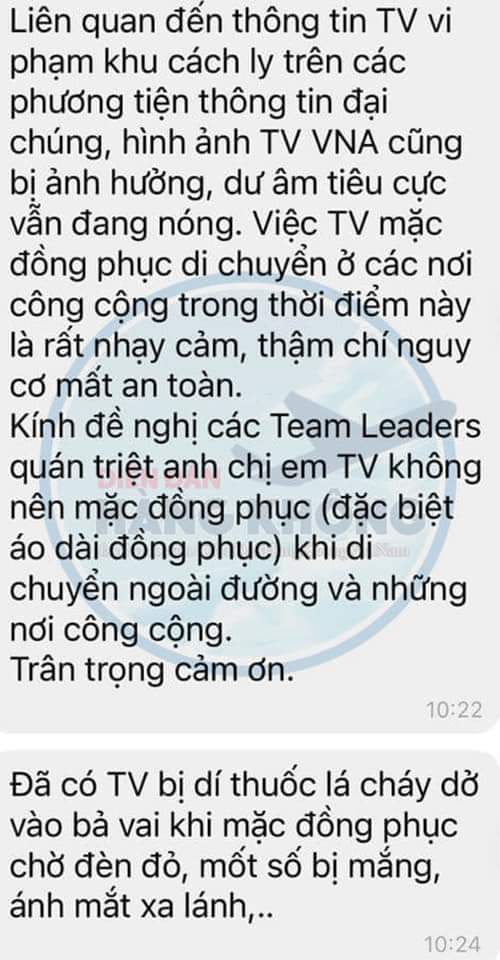 Liên quan đến thông tin TV vi
phạm khu cách ly trên các
phương tiện thông tin đại
chúng, hình ảnh TV VNA cũng
bị ảnh hưởng, dư âm tiêu cực
vẫn đang nóng. Việc TV mặc
đồng phục di chuyển ở các nơi
công cộng trong thời điểm này
là rất nhạy cảm, thậm chí nguy
cơ mất an toàn.
Kính đề nghị các Team Leaders
quán triệt anh chị em TV không
nên mặc đồng phục (đặc biệt
áo dài đồng phục) khi di
chuyển ngoài đường và những
nơi công cộng.
Trân trọng cảm ơn.
10:22
Đã có TV bị dí thuốc lá cháy dở
vào bả vai khi mặc đồng phục
chờ đèn đỏ, một số bị mắng,
ánh mắt xa lánh,..
10:24
DIỄN ĐÀN
HÀNG KHÔNG